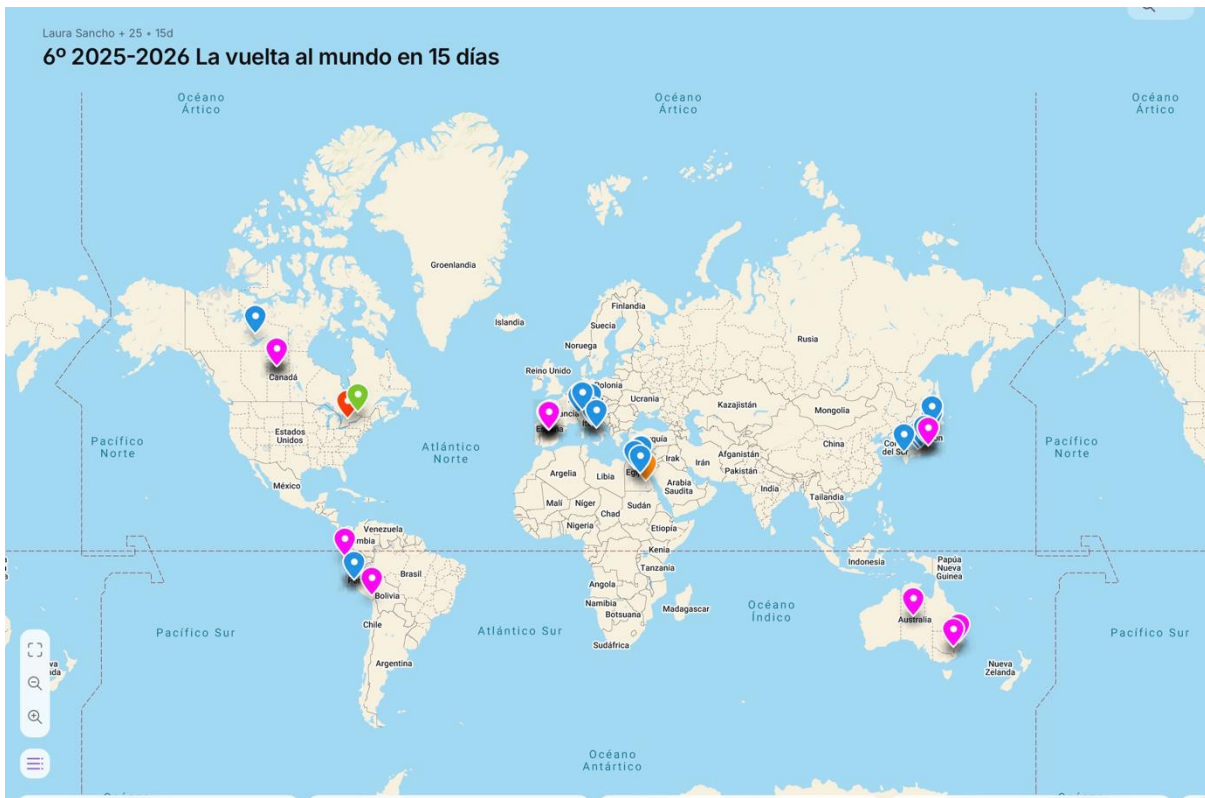 Laura Sancho + 25 • 15d
6º 2025-2026 La vuelta al mundo en 15 días
Océano
Ártico
Océano
Ártico
Océano
Ártico
Groenlandia
Islandia
Finlandia
Suecia
Noruega
Rusia
Reino Unido
Polonia
Ucrania
Kazajistán
Mongolia
Canadá
Estados
Unidos
México
Pacífico
Norte
Atlántico
Norte
Pacífico
Norte
China
Afganistán
Pakistán
Irak
Irán
Argelia
Libia
Arabia
Saudita
India
Tailandia
Malí
Níger
Chad
Sudán
Nigeria
Etiopía
Kenia
Tanzania
Venezuela
Brasil
Bolivia
Chile
Argentina
Angola
Namibia
Botsuana
Madagascar
Sudáfrica
Indonesia
Papúa
Nueva
Guinea
Australia
Nueva
Zelanda
Océano
Índico
Pacífico Sur
Atlántico Sur
Pacífico Sur
Océano
Antártico